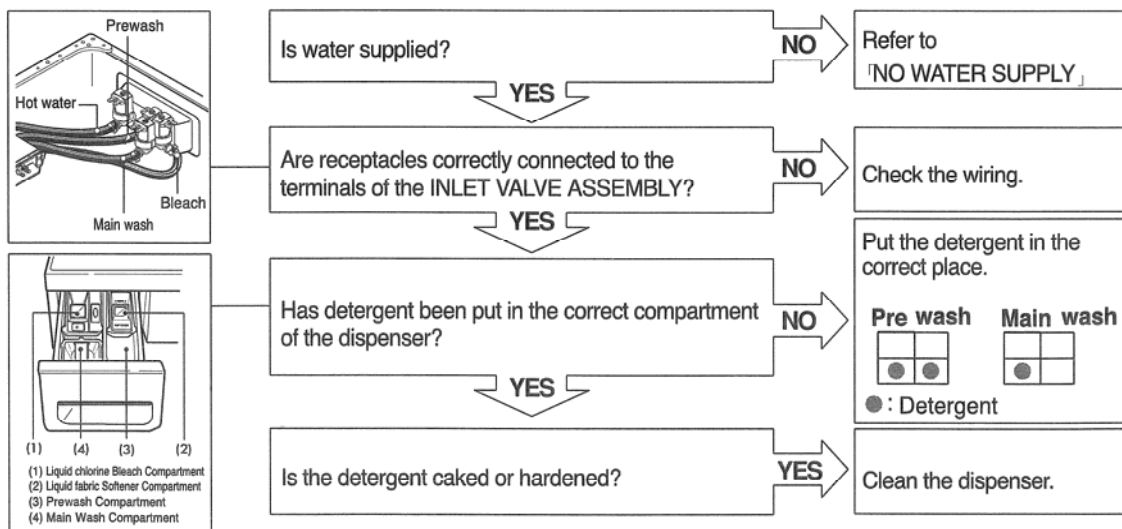 Prewash
Hot water
Bleach
Main wash
Is water supplied?
NO
Refer to
「NO WATER SUPPLY」
YES
Are receptacles correctly connected to the
terminals of the INLET VALVE ASSEMBLY?
NO
Check the wiring.
YES
(1) (4) (3) (2)
(1) Liquid chlorine Bleach Compartment
(2) Liquid fabric Softener Compartment
(3) Prewash Compartment
(4) Main Wash Compartment
Has detergent been put in the correct compartment
of the dispenser?
NO
Put the detergent in the
correct place.
Pre wash Main wash
: Detergent
YES
Is the detergent caked or hardened?
YES
Clean the dispenser.